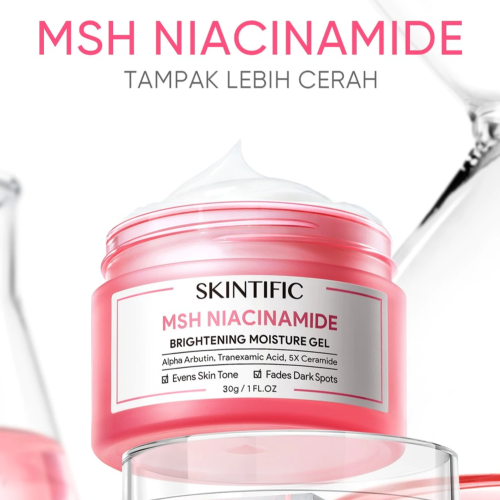 MSH NIACINAMIDE
TAMPAK LEBIH CERAH
SKINTIFIC
MSH NIACINAMIDE
BRIGHTENING MOISTURE GEL
Alpha Arbutin, Tranexamic Acid, 5X Ceramide
☑ Evens Skin Tone ☑ Fades Dark Spots
30g / 1 FL.OZ